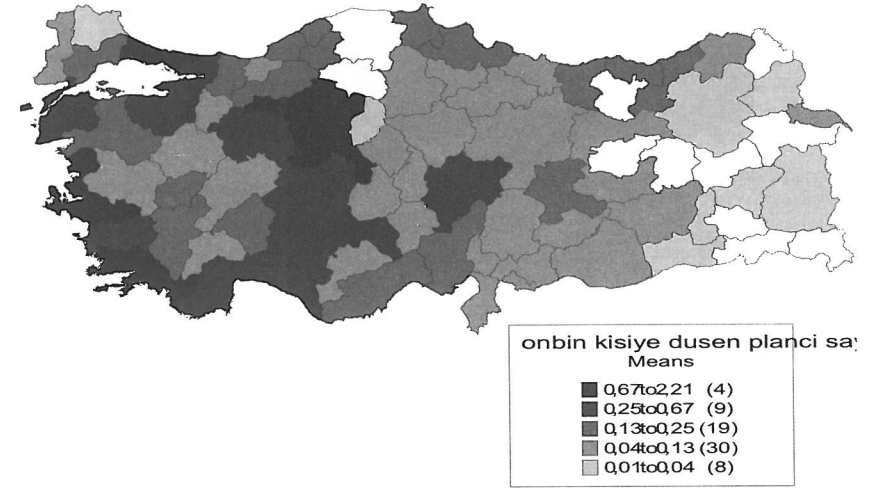 onbin kisiye dusen planci say
Means
0,67to2,21 (4)
0,25to0,67 (9)
0,13to0,25 (19)
0,04to0,13 (30)
0,01to0,04 (8)